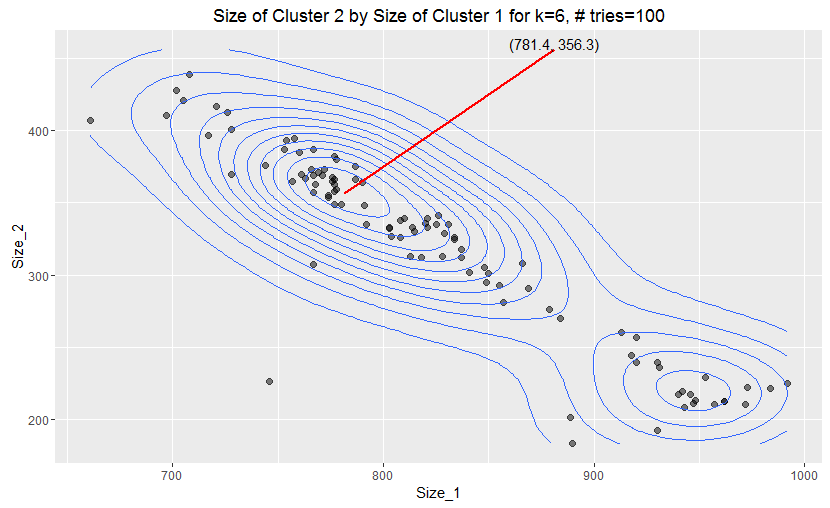 Size of Cluster 2 by Size of Cluster 1 for k=6, # tries=100
(781.4, 356.3)
400
300
200
Size_2
700
800
900
1000
Size_1